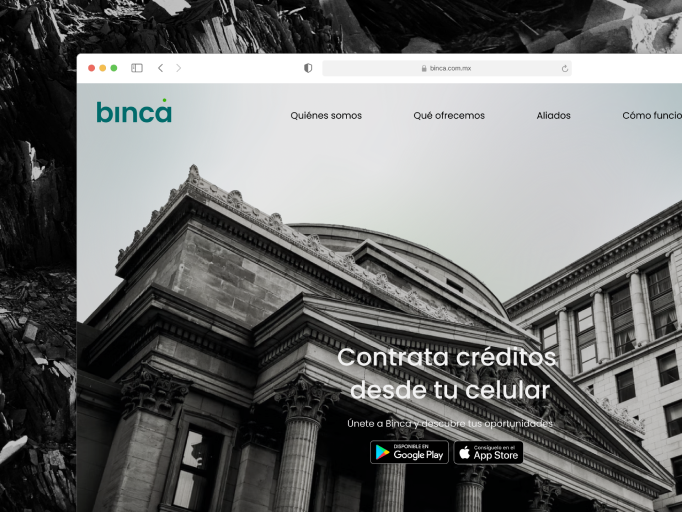 binca.com.mx
binca
Quiénes somos
Qué ofrecemos
Aliados
Cómo funcio
Contrata créditos
desde tu celular
Únete a Binca y descubre tus oportunidades
DISPONIBLE EN
Google Play
Consíguelo en el
App Store